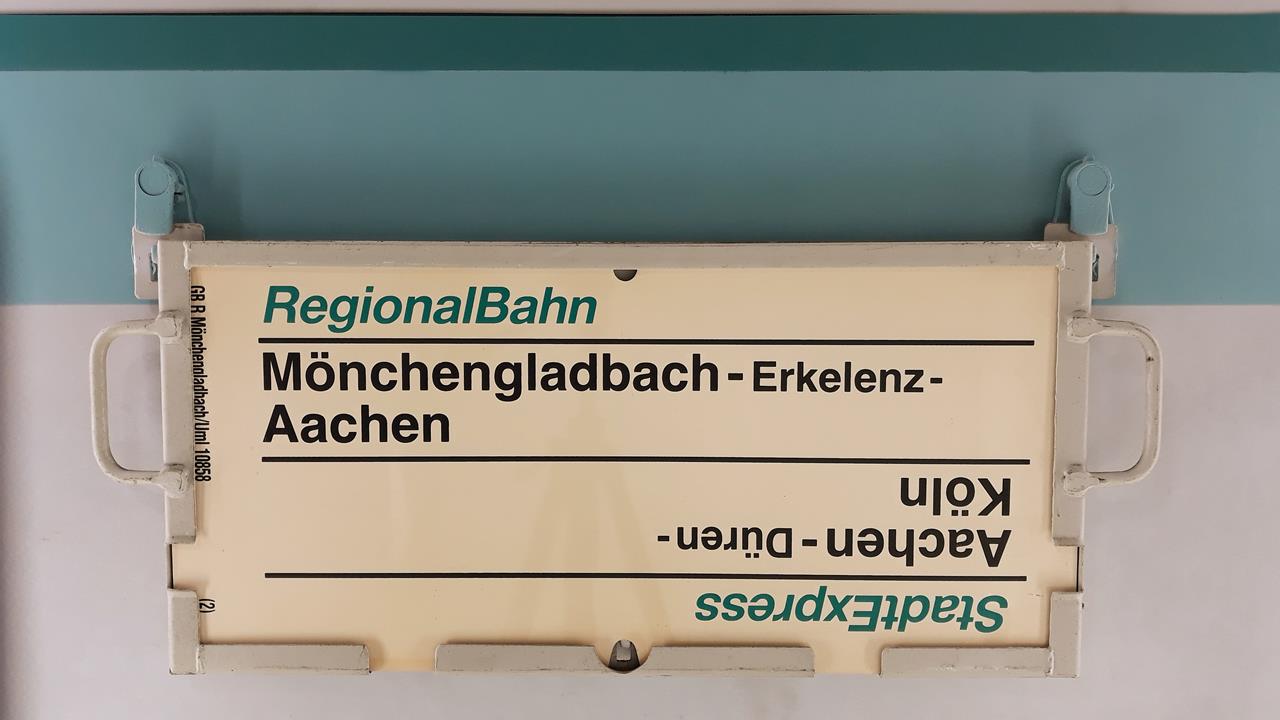 RegionalBahn
Mönchengladbach - Erkelenz -
Aachen
StadtExpress
Aachen - Düren -
Köln
GB R Mönchengladbach/Uml 10858
(2)